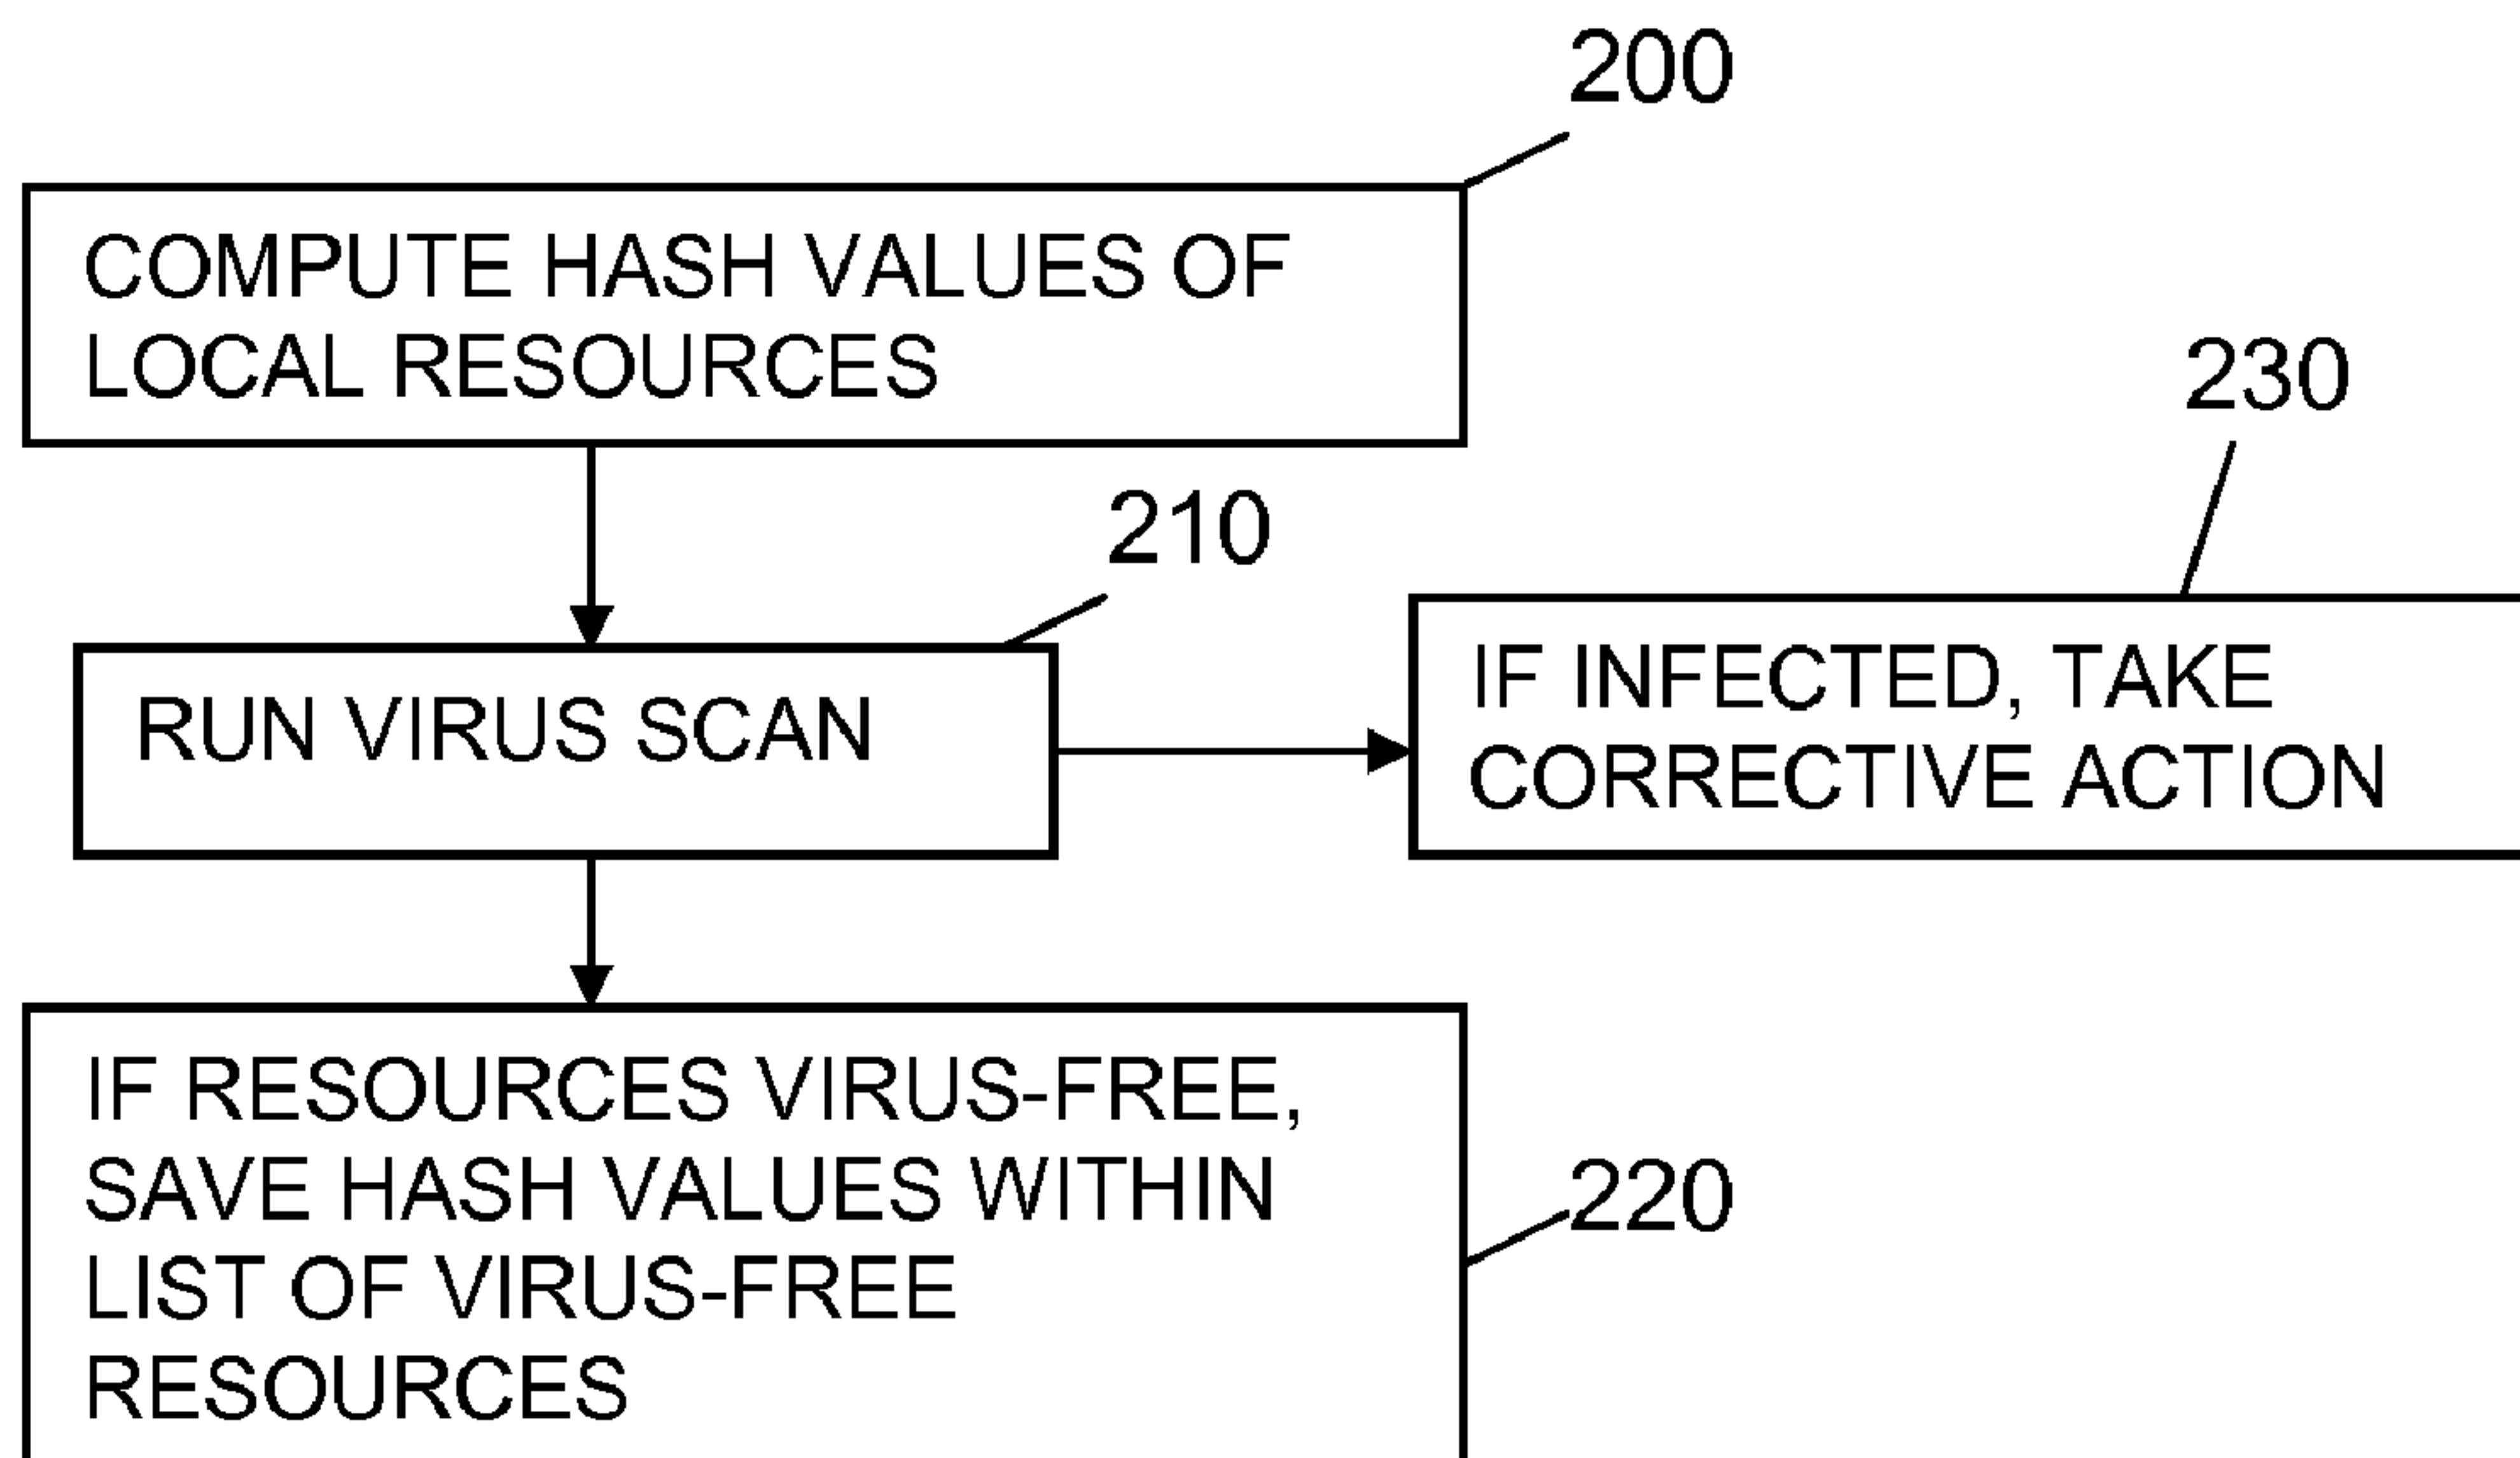 200
COMPUTE HASH VALUES OF
LOCAL RESOURCES
230
210
IF INFECTED, TAKE
CORRECTIVE ACTION
RUN VIRUS SCAN
IF RESOURCES VIRUS-FREE,
SAVE HASH VALUES WITHIN
LIST OF VIRUS-FREE
RESOURCES
220